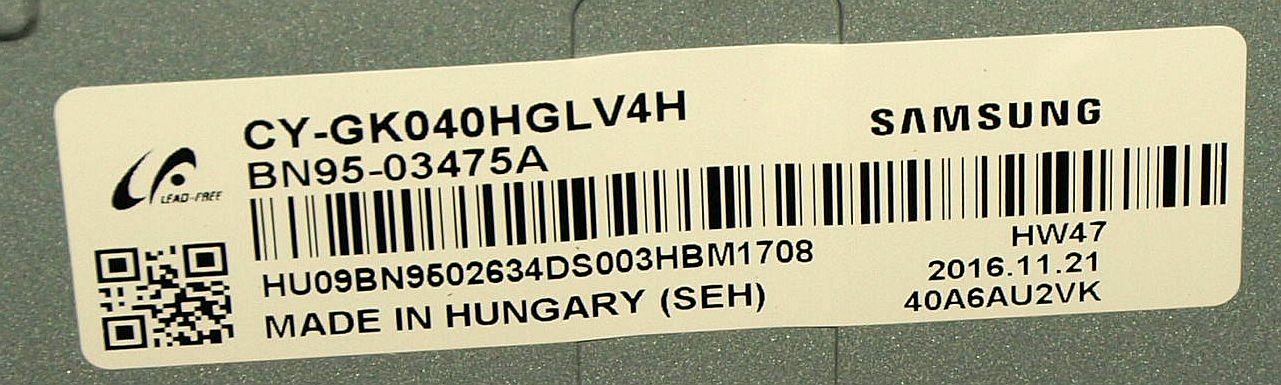 CY-GK040HGLV4H
SAMSUNG
BN95-03475A
LEAD-FREE
HU09BN9502634DS003HBM1708
HW47
2016.11.21
MADE IN HUNGARY (SEH)
40A6AU2VK